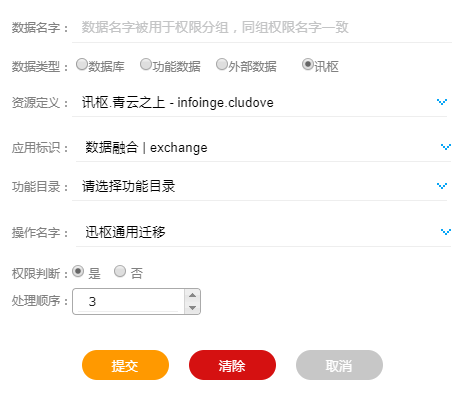 数据名字： 数据名字被用于权限分组，同组权限名字一致
数据类型： 数据库 功能数据 外部数据 讯枢
资源定义： 讯枢.青云之上 - infoinge.cludove
应用标识： 数据融合 | exchange
功能目录： 请选择功能目录
操作名字： 迅枢通用迁移
权限判断： 是 否
处理顺序： 3
提交 清除 取消